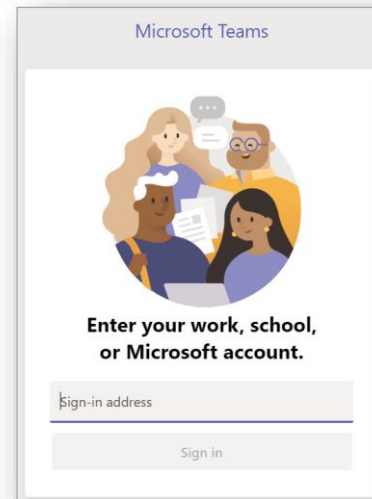 Microsoft Teams
Enter your work, school,
or Microsoft account.
Sign-in address
Sign in